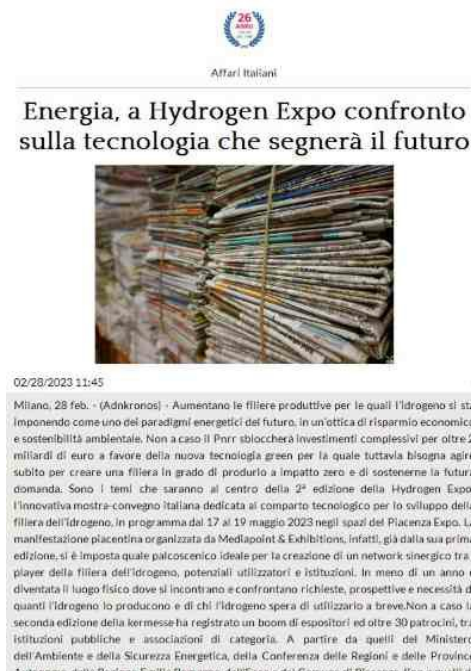 26
ANNI
Affari Italiani
Energia, a Hydrogen Expo confronto
sulla tecnologia che segnerà il futuro
02/28/2023 11:45
Milano, 28 feb. - (Adnkronos) - Aumentano le filiere produttive per le quali l'idrogeno si sta
imponendo come uno dei paradigmi energetici del futuro, in un'ottica di risparmio economico
e sostenibilità ambientale. Non a caso il Pnrr sbloccherà investimenti complessivi per oltre 2
miliardi di euro a favore della nuova tecnologia green per la quale tuttavia bisogna agire
subito per creare una filiera in grado di produrlo a impatto zero e di sostenerne la futura
domanda. Sono i temi che saranno al centro della 2ª edizione della Hydrogen Expo,
l'innovativa mostra-convegno italiana dedicata al comparto tecnologico per lo sviluppo della
filiera dell'idrogeno, in programma dal 17 al 19 maggio 2023 negli spazi del Piacenza Expo. La
manifestazione piacentina organizzata da Mediapoint & Exhibitions, infatti, già dalla sua prima
edizione, si è imposta quale palcoscenico ideale per la creazione di un network sinergico tra i
player della filiera dell'idrogeno, potenziali utilizzatori e istituzioni. In meno di un anno è
diventata il luogo fisico dove si incontrano e confrontano richieste, prospettive e necessità di
quanti l'idrogeno lo producono e di chi l'idrogeno spera di utilizzarlo a breve.Non a caso la
seconda edizione della kermesse ha registrato un boom di espositori ed oltre 30 patrocini, tra
istituzioni pubbliche e associazioni di categoria. A partire da quelli del Ministero
dell'Ambiente e della Sicurezza Energetica, della Conferenza delle Regioni e delle Province